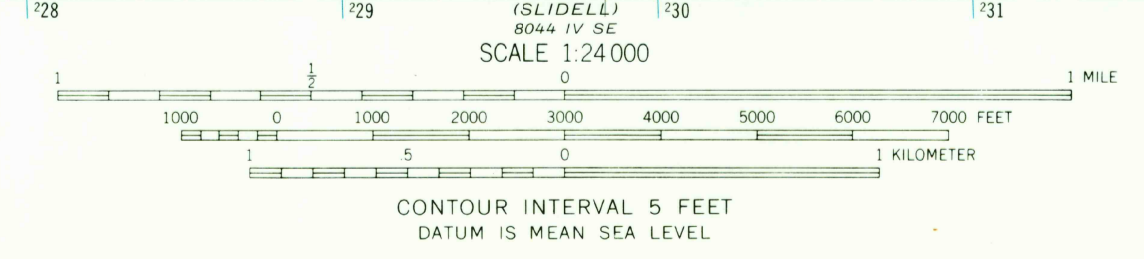 ²28 ²29 (SLIDELL) ²30 ²31
8044 IV SE
SCALE 1:24 000
1 ½ 0 1 MILE
1000 0 1000 2000 3000 4000 5000 6000 7000 FEET
1 .5 0 1 KILOMETER
CONTOUR INTERVAL 5 FEET
DATUM IS MEAN SEA LEVEL